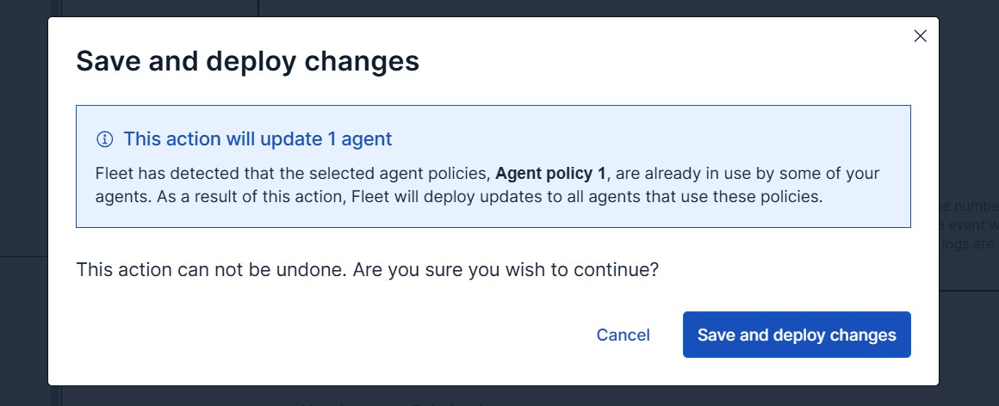 Save and deploy changes
This action will update 1 agent
Fleet has detected that the selected agent policies, Agent policy 1, are already in use by some of your
agents. As a result of this action, Fleet will deploy updates to all agents that use these policies.
This action can not be undone. Are you sure you wish to continue?
Cancel
Save and deploy changes
numbe
event w
logs are